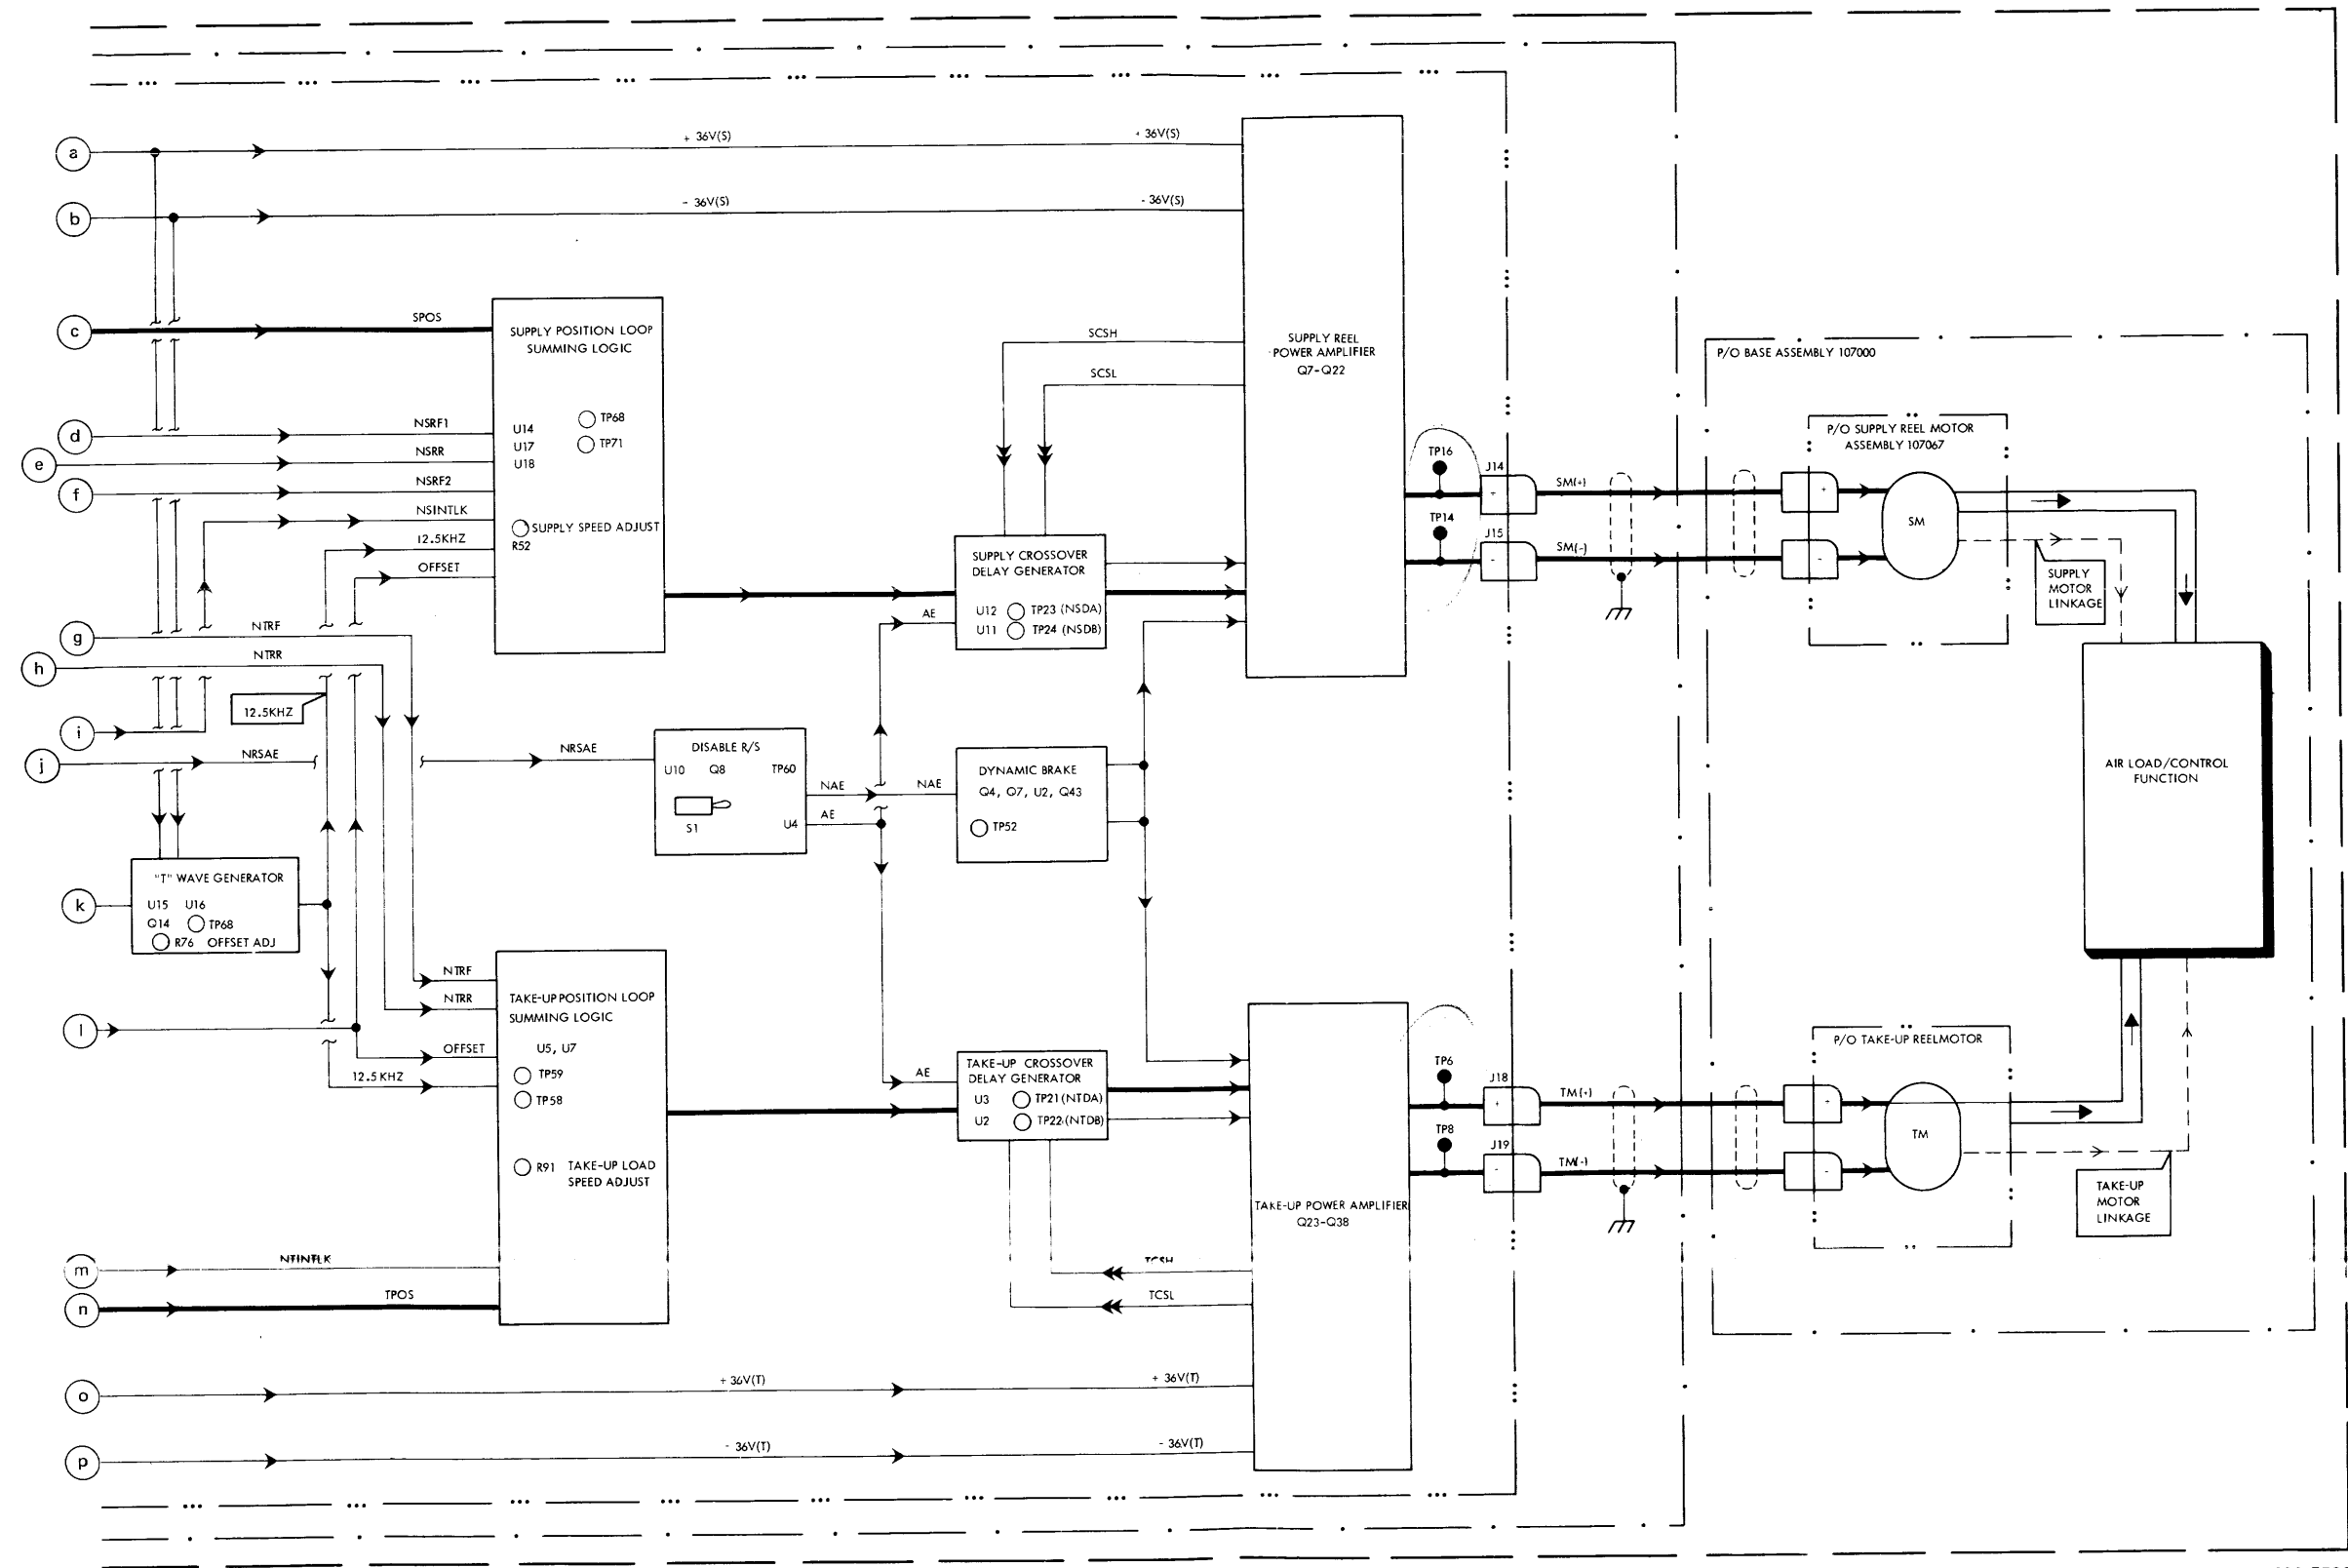 a
+ 36V(S)
+ 36V(S)
b
- 36V(S)
- 36V(S)
c
SPOS
SUPPLY POSITION LOOP
SUMMING LOGIC
TP68
TP71
U14
U17
U18
SUPPLY SPEED ADJUST
R52
d
NSRF1
e
NSRR
f
NSRF2
NSINTLK
12.5KHZ
OFFSET
SCSH
SCSL
SUPPLY REEL
POWER AMPLIFIER
Q7-Q22
SUPPLY CROSSOVER
DELAY GENERATOR
U12
TP23 (NSDA)
U11
TP24 (NSDB)
AE
TP16
J14
+
SM(+)
TP14
J15
-
SM(-)
P/O BASE ASSEMBLY 107000
P/O SUPPLY REEL MOTOR
ASSEMBLY 107067
+
-
SM
SUPPLY
MOTOR
LINKAGE
AIR LOAD/CONTROL
FUNCTION
g
NTRF
h
NTRR
12.5KHZ
i
j
NRSAE
NRSAE
DISABLE R/S
U10 Q8 TP60
S1
U4
NAE
NAE
AE
DYNAMIC BRAKE
Q4, Q7, U2, Q43
TP52
k
"T" WAVE GENERATOR
U15 U16
Q14 TP68
R76 OFFSET ADJ
l
NTRF
NTRR
OFFSET
12.5 KHZ
TAKE-UP POSITION LOOP
SUMMING LOGIC
U5, U7
TP59
TP58
R91 TAKE-UP LOAD
SPEED ADJUST
AE
TAKE-UP CROSSOVER
DELAY GENERATOR
U3
TP21(NTDA)
U2
TP22(NTDB)
TAKE-UP POWER AMPLIFIER
Q23-Q38
TCSH
TCSL
TP6
J18
+
TM(+)
TP8
J19
-
TM(-)
P/O TAKE-UP REELMOTOR
+
-
TM
TAKE-UP
MOTOR
LINKAGE
m
NTINTLK
n
TPOS
o
+ 36V(T)
+ 36V(T)
p
- 36V(T)
- 36V(T)